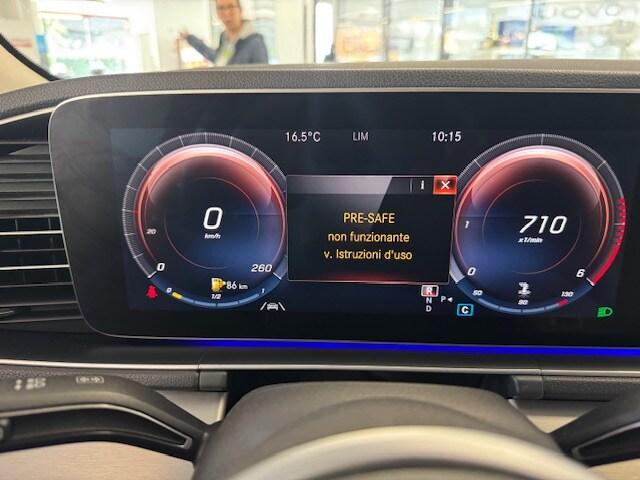 16.5°C LIM 10:15
i
PRE-SAFE
non funzionante
v. Istruzioni d'uso
20
0
km/h
0 260
0 1/2
86 km
1
710
x1/min
0 6
50 90 130
R
N P
D
C